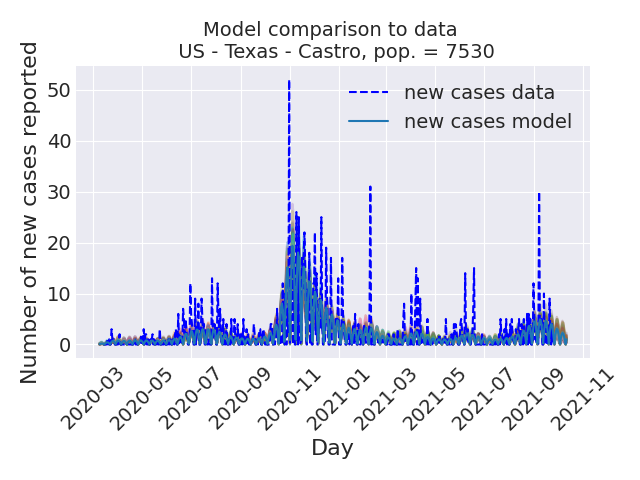 Model comparison to data
US - Texas - Castro, pop. = 7530
new cases data
new cases model
Number of new cases reported
50
40
30
20
10
0
2020-03
2020-05
2020-07
2020-09
2020-11
2021-01
2021-03
2021-05
2021-07
2021-09
2021-11
Day